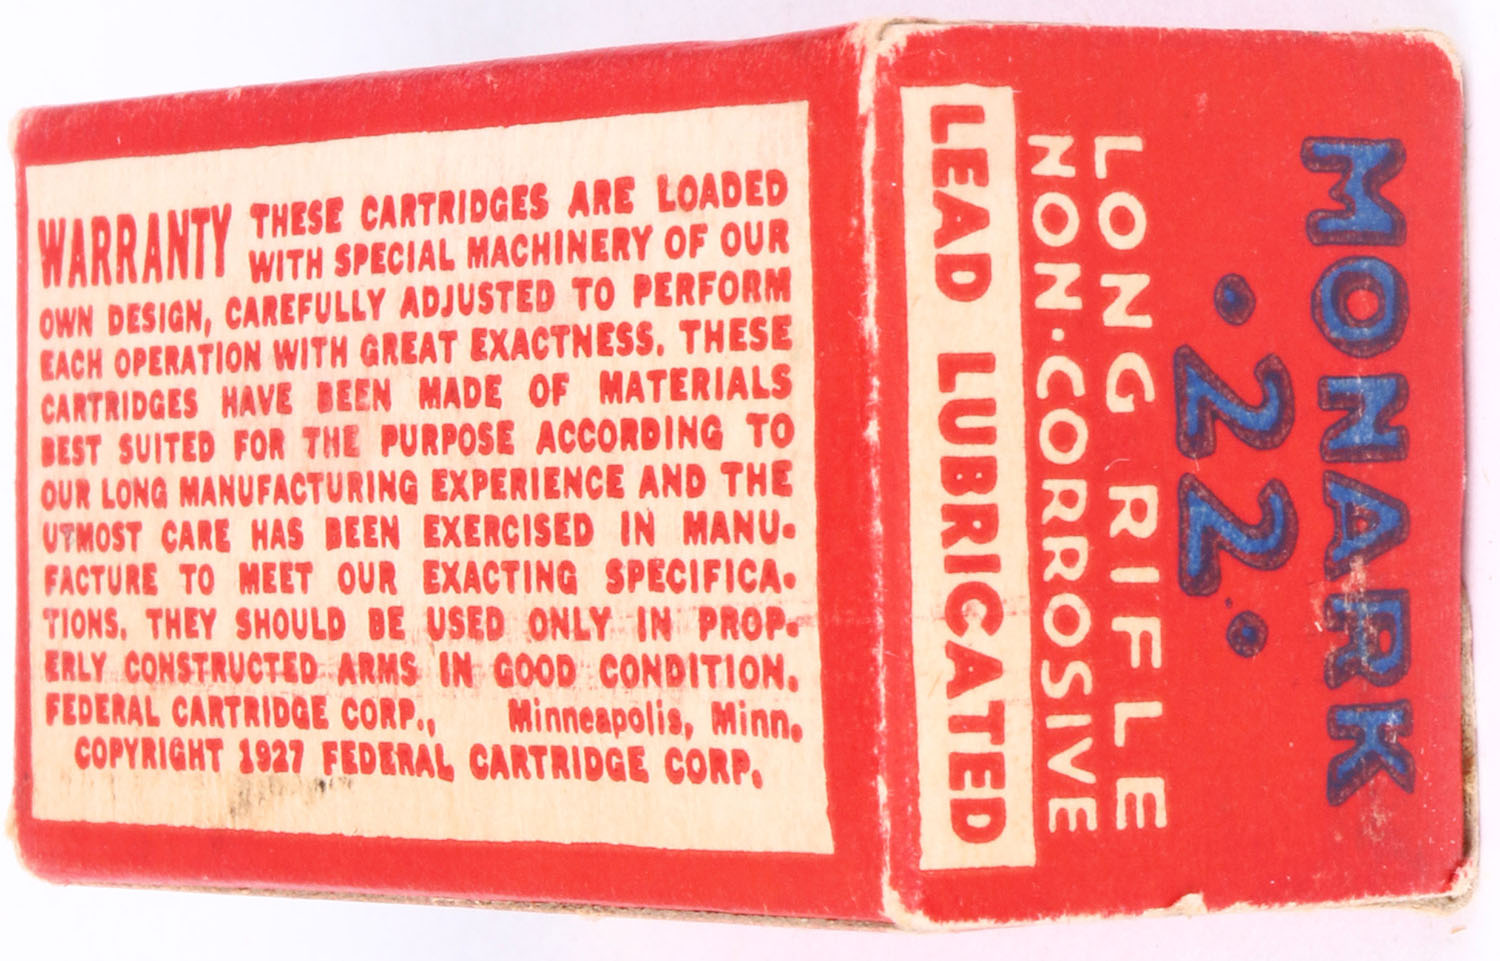 WARRANTY THESE CARTRIDGES ARE LOADED
WITH SPECIAL MACHINERY OF OUR
OWN DESIGN, CAREFULLY ADJUSTED TO PERFORM
EACH OPERATION WITH GREAT EXACTNESS. THESE
CARTRIDGES HAVE BEEN MADE OF MATERIALS
BEST SUITED FOR THE PURPOSE ACCORDING TO
OUR LONG MANUFACTURING EXPERIENCE AND THE
UTMOST CARE HAS BEEN EXERCISED IN MANU-
FACTURE TO MEET OUR EXACTING SPECIFICA-
TIONS. THEY SHOULD BE USED ONLY IN PROP-
ERLY CONSTRUCTED ARMS IN GOOD CONDITION.
FEDERAL CARTRIDGE CORP., Minneapolis, Minn.
COPYRIGHT 1927 FEDERAL CARTRIDGE CORP.
MONARK
.22.
LONG RIFLE
NON-CORROSIVE
LEAD LUBRICATED